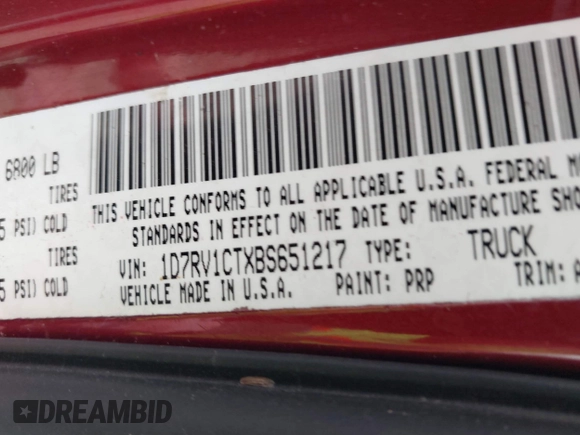 6800 LB
TIRES
5 PSI) COLD
TIRES
5 PSI) COLD
THIS VEHICLE CONFORMS TO ALL APPLICABLE U.S.A. FEDERAL M
STANDARDS IN EFFECT ON THE DATE OF MANUFACTURE SHOW
VIN: 1D7RV1CTXBS651217 TYPE: TRUCK
VEHICLE MADE IN U.S.A. PAINT: PRP TRIM: A
DREAMBID